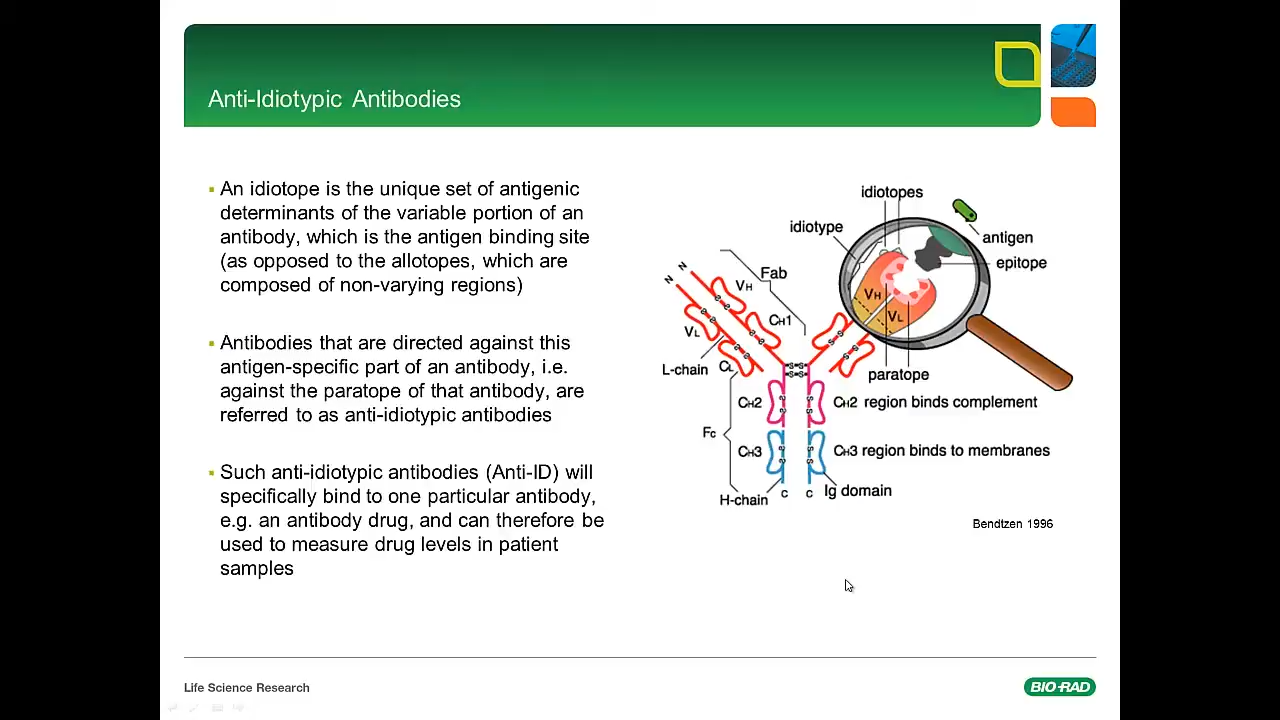 Anti-Idiotypic Antibodies
▪ An idiotope is the unique set of antigenic
determinants of the variable portion of an
antibody, which is the antigen binding site
(as opposed to the allotopes, which are
composed of non-varying regions)
▪ Antibodies that are directed against this
antigen-specific part of an antibody, i.e.
against the paratope of that antibody, are
referred to as anti-idiotypic antibodies
▪ Such anti-idiotypic antibodies (Anti-ID) will
specifically bind to one particular antibody,
e.g. an antibody drug, and can therefore be
used to measure drug levels in patient
samples
idiotopes
idiotype
antigen
epitope
N N
Fab
VH
CH1
VL
VH
VL
L-chain
CL
paratope
S-S
S-S
CH2
CH2 region binds complement
Fc
CH3
CH3 region binds to membranes
H-chain
C C
Ig domain
Bendtzen 1996
Life Science Research
BIO-RAD